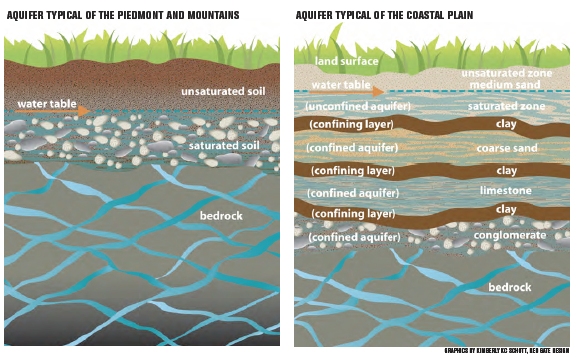 AQUIFER TYPICAL OF THE PIEDMONT AND MOUNTAINS
unsaturated soil
water table
saturated soil
bedrock
AQUIFER TYPICAL OF THE COASTAL PLAIN
land surface
unsaturated zone
water table
medium sand
(unconfined aquifer)
saturated zone
(confining layer)
clay
(confined aquifer)
coarse sand
(confining layer)
clay
(confined aquifer)
limestone
(confining layer)
clay
(confined aquifer)
conglomerate
bedrock
GRAPHICS BY KIMBERLY KC SCHOTT, RED GATE DESIGN